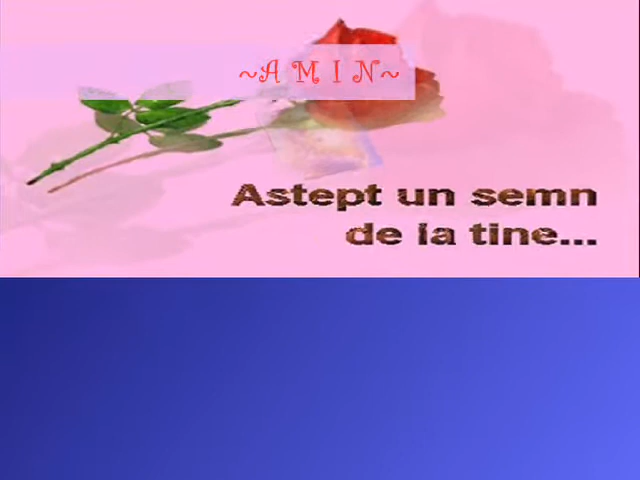 ~A M I N~
Astept un semn
de la tine...